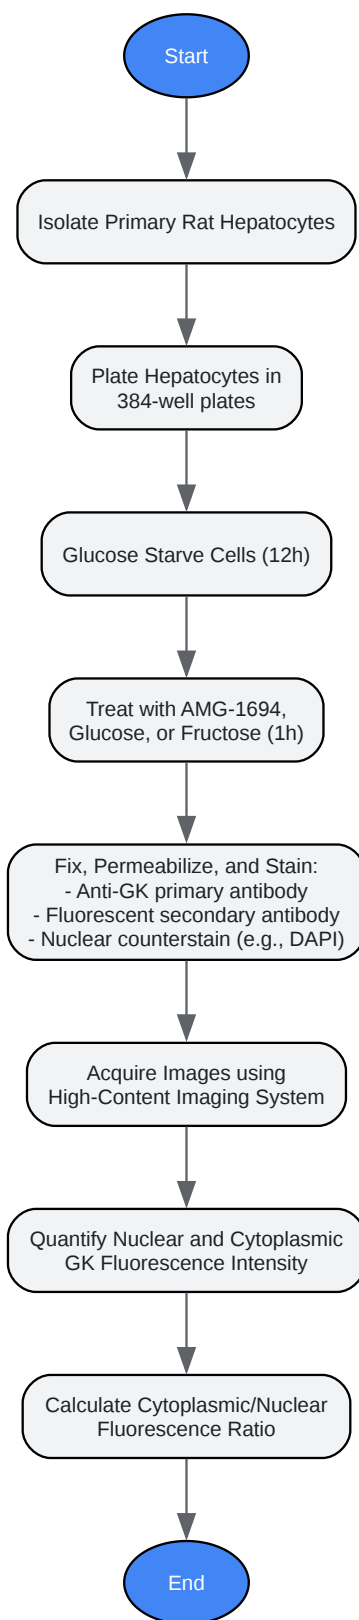 Start
Isolate Primary Rat Hepatocytes
Plate Hepatocytes in
384-well plates
Glucose Starve Cells (12h)
Treat with AMG-1694,
Glucose, or Fructose (1h)
Fix, Permeabilize, and Stain:
- Anti-GK primary antibody
- Fluorescent secondary antibody
- Nuclear counterstain (e.g., DAPI)
Acquire Images using
High-Content Imaging System
Quantify Nuclear and Cytoplasmic
GK Fluorescence Intensity
Calculate Cytoplasmic/Nuclear
Fluorescence Ratio
End